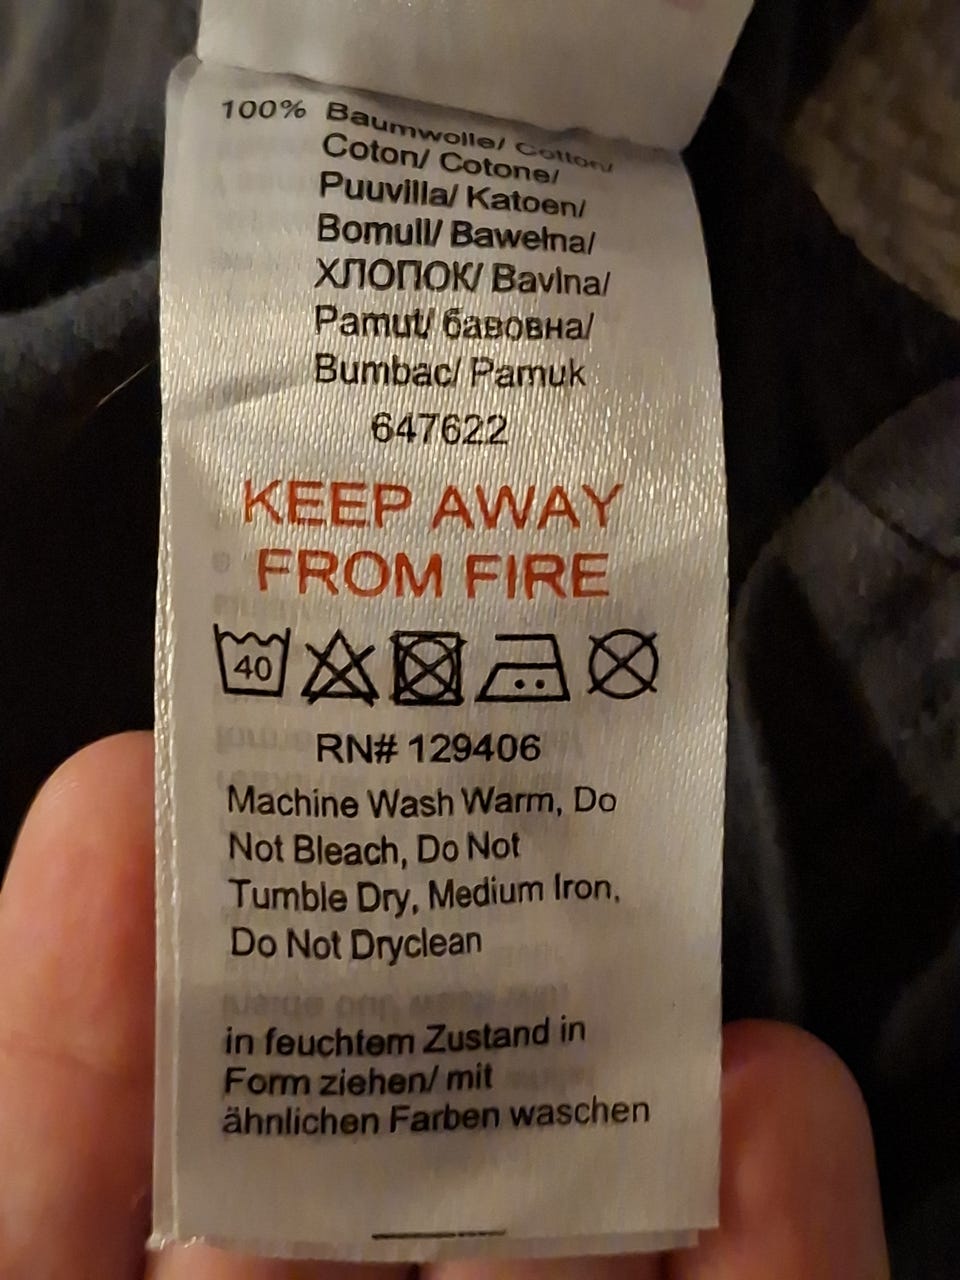 100% Baumwolle/ Cotton/
Coton/ Cotone/
Puuvilla/ Katoen/
Bomull/ Bawełna/
ХЛОПОК/ Bavlna/
Pamut/ бавовна/
Bumbac/ Pamuk
647622
KEEP AWAY
FROM FIRE
40
RN# 129406
Machine Wash Warm, Do
Not Bleach, Do Not
Tumble Dry, Medium Iron,
Do Not Dryclean
in feuchtem Zustand in
Form ziehen/ mit
ähnlichen Farben waschen